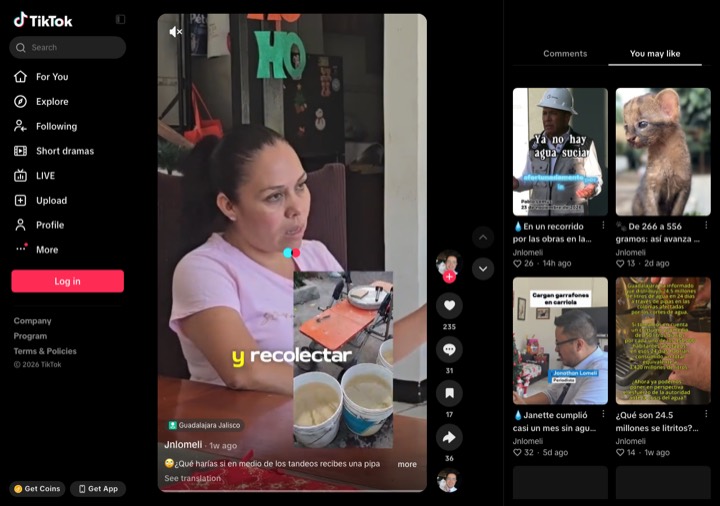 TikTok
Search
For You
Explore
Following
Short dramas
LIVE
Upload
Profile
More
Log in
Company
Program
Terms & Policies
© 2026 TikTok
Get Coins
Get App
HO
y recolectar
Guadalajara Jalisco
Jnlomeli · 1w ago
🙄¿Qué harías si en medio de los tandeos recibes una pipa
more
See translation
235
31
17
36
Comments
You may like
Ya no hay
agua sucia
💧En un recorrido
por las obras en la...
Jnlomeli
26 · 14h ago
🐾 De 266 a 556
gramos: así avanza ...
Jnlomeli
13 · 2d ago
Cargan garrafones
en carriola
Jonathan Lomelí
Periodista
💧Janette cumplió
casi un mes sin agu...
Jnlomeli
32 · 5d ago
¿Qué son 24.5
millones se litritos?...
Jnlomeli
14 · 1w ago